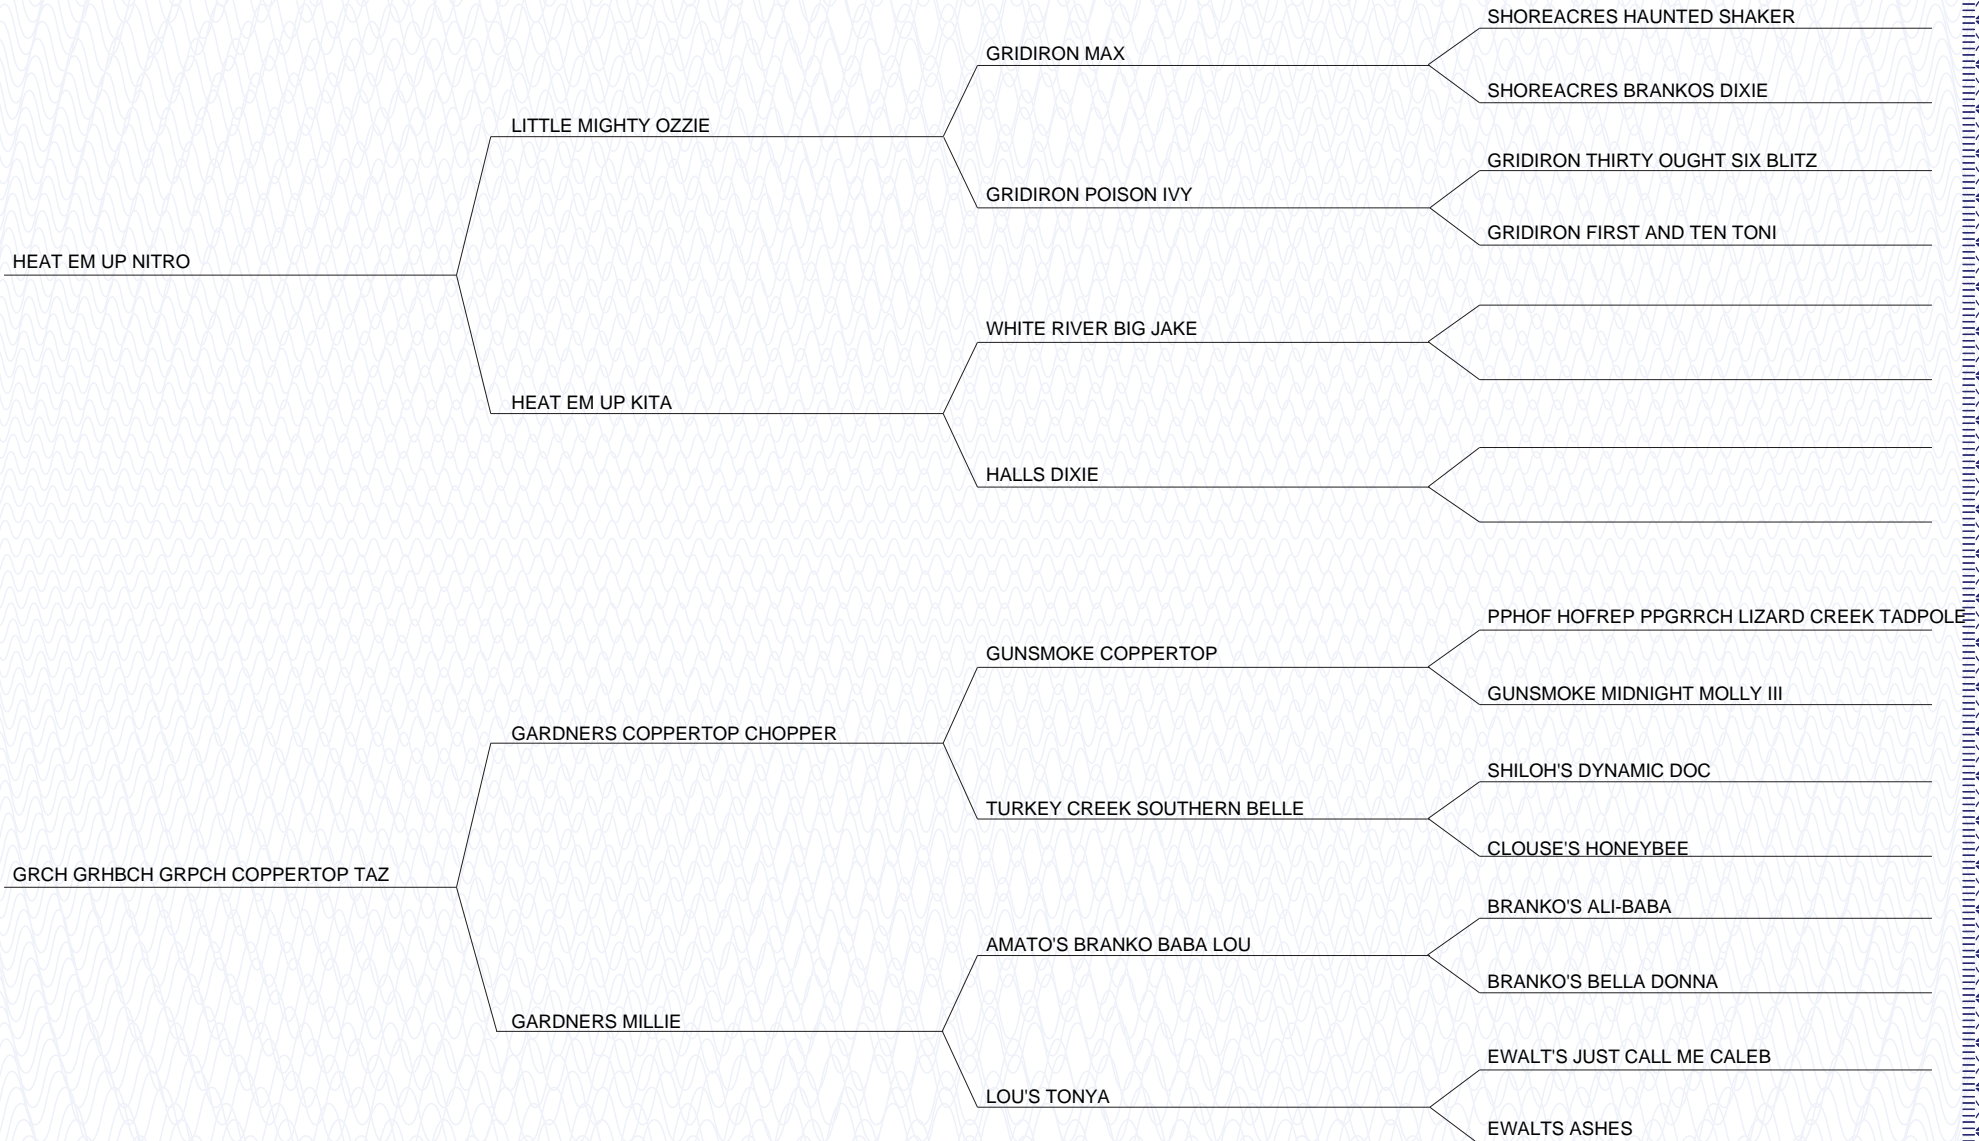 SHOREACRES HAUNTED SHAKER
GRIDIRON MAX
SHOREACRES BRANKOS DIXIE
LITTLE MIGHTY OZZIE
GRIDIRON THIRTY OUGHT SIX BLITZ
GRIDIRON POISON IVY
GRIDIRON FIRST AND TEN TONI
HEAT EM UP NITRO
WHITE RIVER BIG JAKE
HEAT EM UP KITA
HALLS DIXIE
PPHOF HOFREP PPGRRCH LIZARD CREEK TADPOLE
GUNSMOKE COPPERTOP
GUNSMOKE MIDNIGHT MOLLY III
GARDNERS COPPERTOP CHOPPER
SHILOH'S DYNAMIC DOC
TURKEY CREEK SOUTHERN BELLE
CLOUSE'S HONEYBEE
GRCH GRHBCH GRPCH COPPERTOP TAZ
BRANKO'S ALI-BABA
AMATO'S BRANKO BABA LOU
BRANKO'S BELLA DONNA
GARDNERS MILLIE
EWALT'S JUST CALL ME CALEB
LOU'S TONYA
EWALTS ASHES